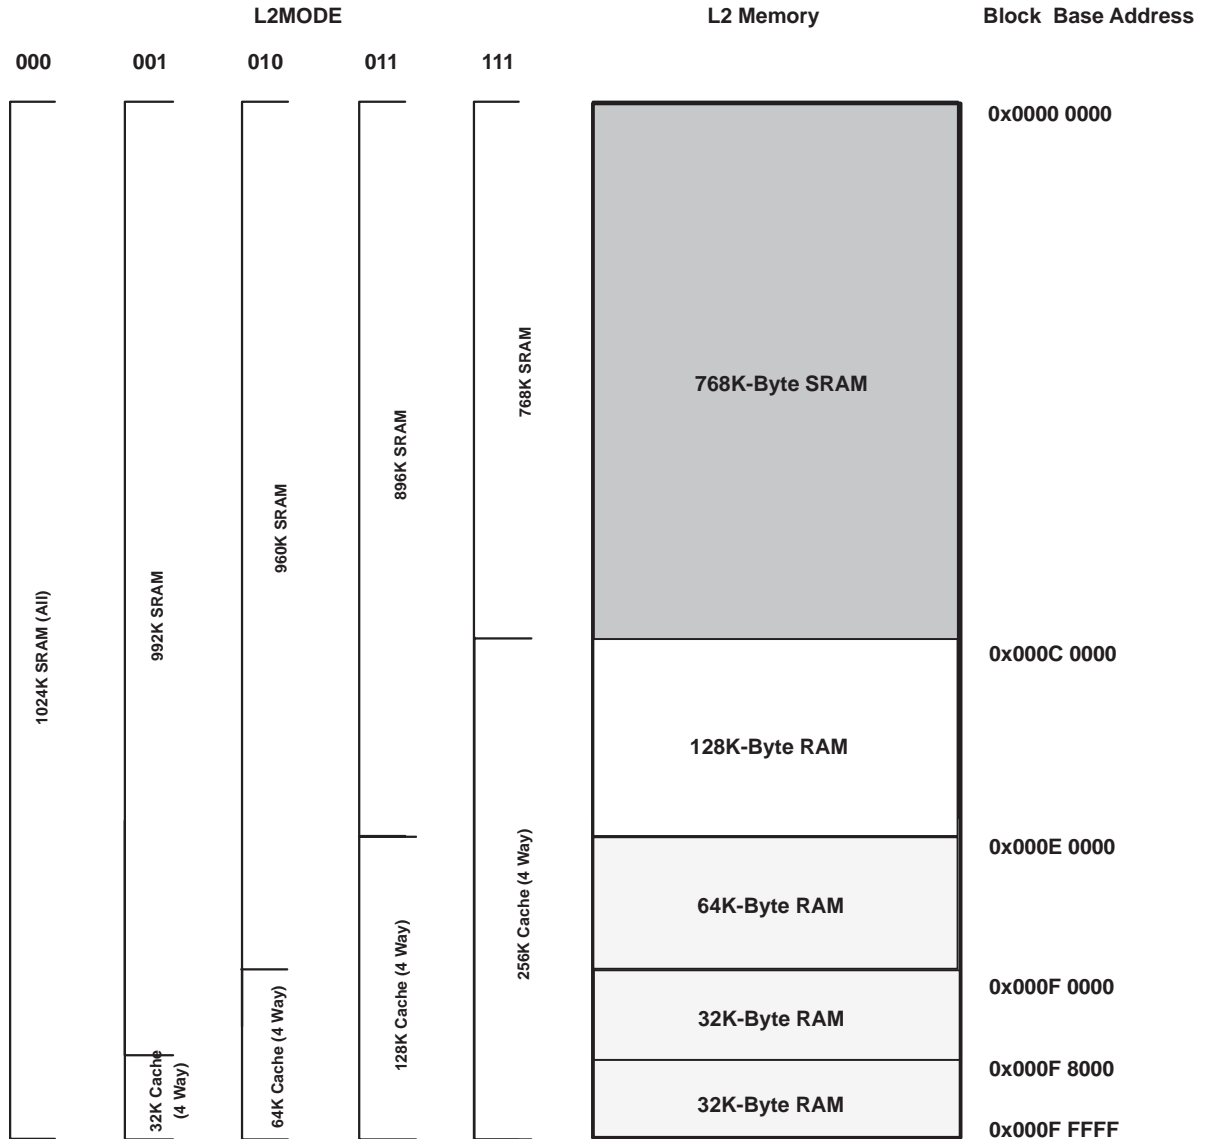 L2MODE
L2 Memory
Block Base Address
000
001
010
011
111
0x0000 0000
768K SRAM
768K-Byte SRAM
896K SRAM
960K SRAM
992K SRAM
1024K SRAM (All)
0x000C 0000
128K-Byte RAM
0x000E 0000
256K Cache (4 Way)
64K-Byte RAM
128K Cache (4 Way)
0x000F 0000
64K Cache (4 Way)
32K-Byte RAM
0x000F 8000
32K Cache
(4 Way)
32K-Byte RAM
0x000F FFFF